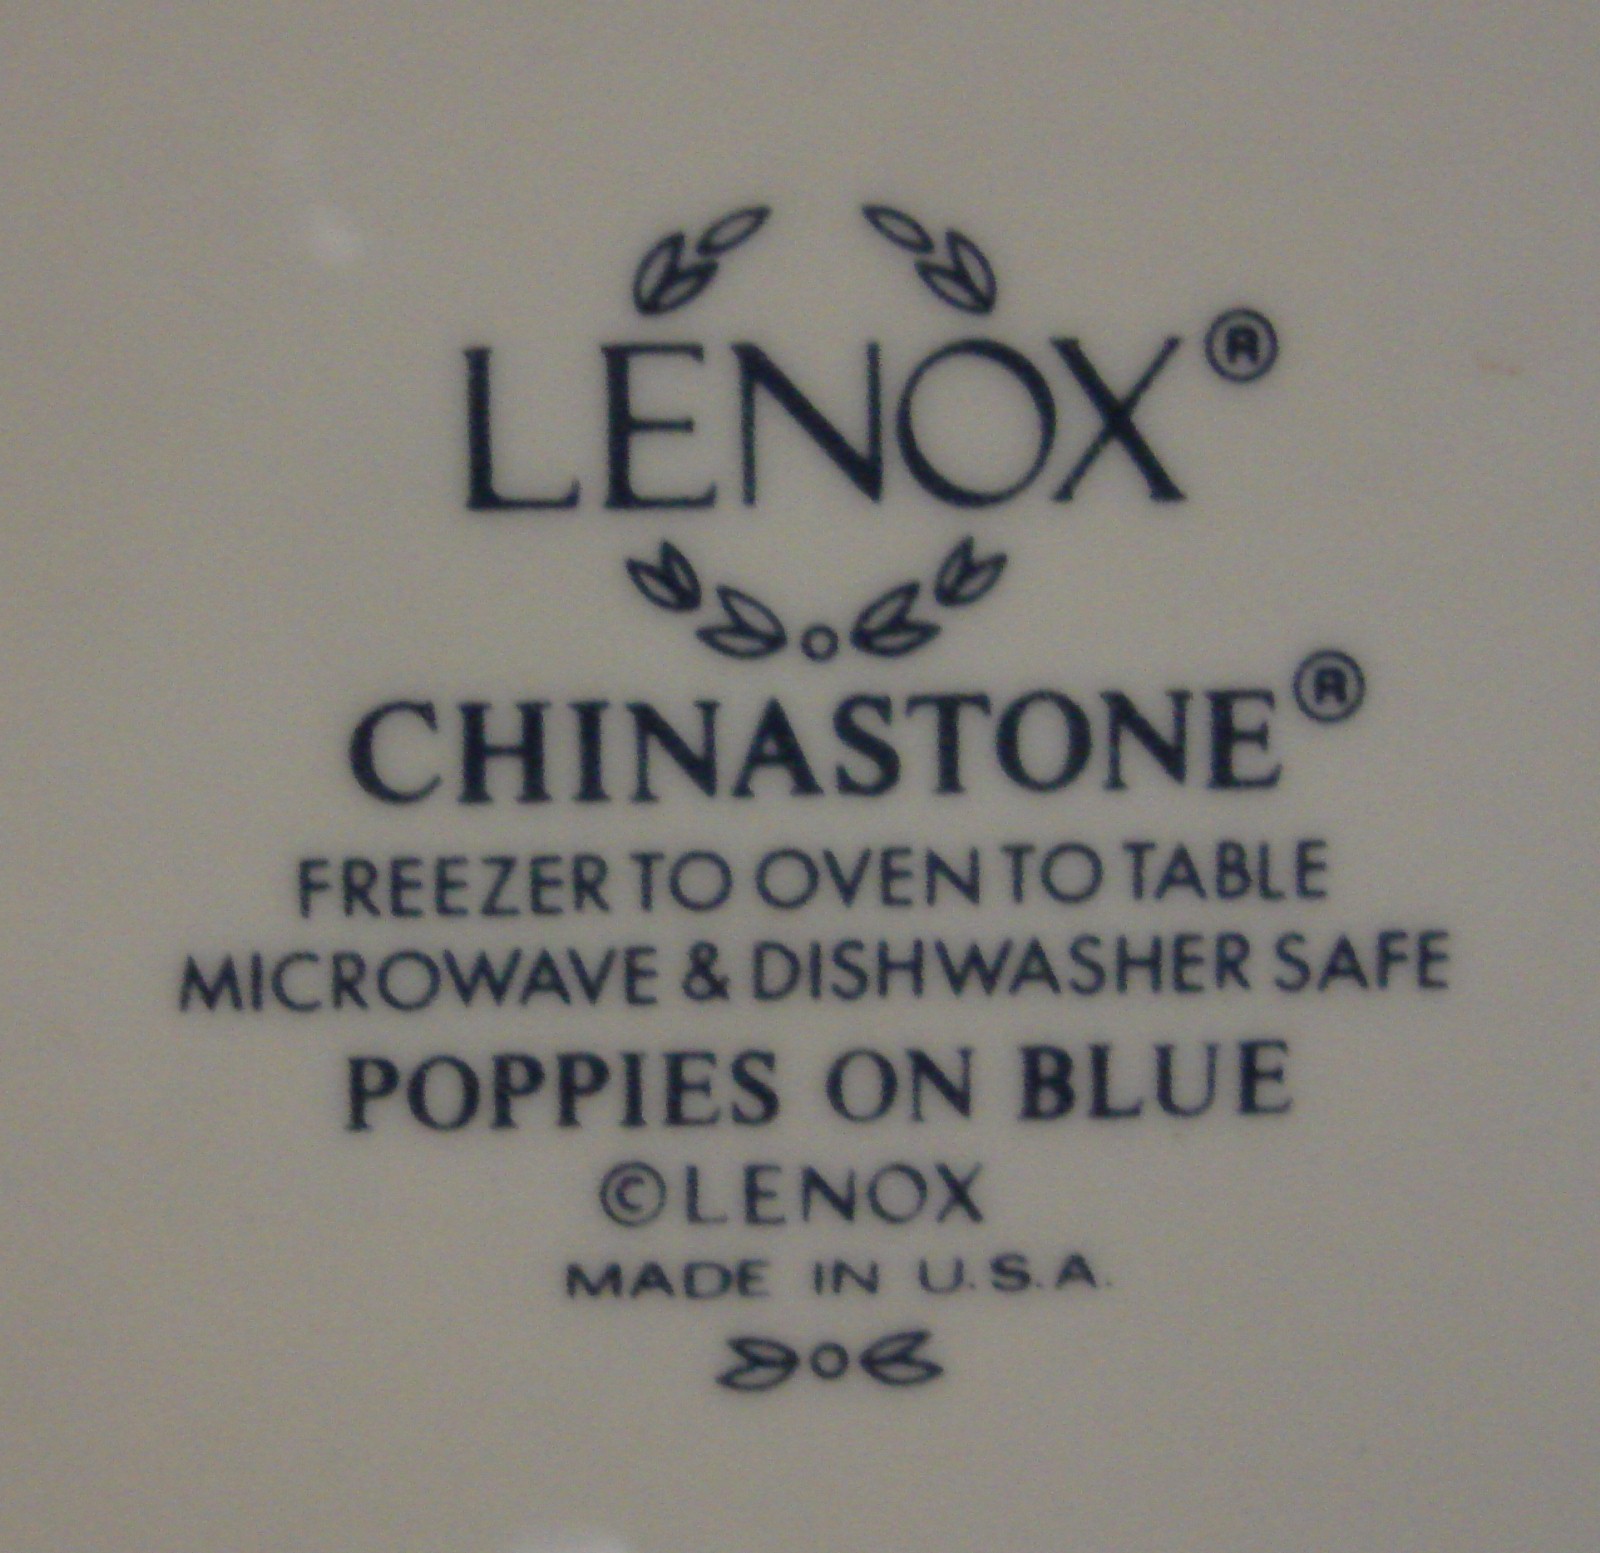 LENOX®
CHINASTONE®
FREEZER TO OVEN TO TABLE
MICROWAVE & DISHWASHER SAFE
POPPIES ON BLUE
©LENOX
MADE IN U.S.A.